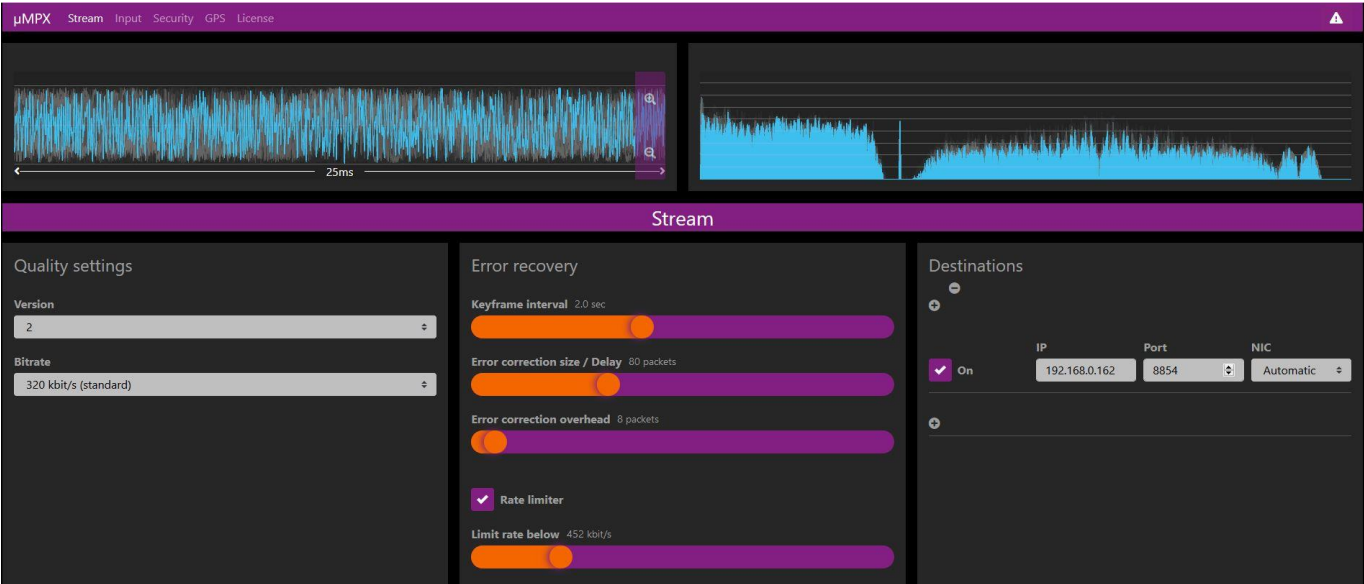 µMPX Stream Input Security GPS License
25ms
Stream
Quality settings
Version
2
Bitrate
320 kbit/s (standard)
Error recovery
Keyframe interval 2.0 sec
Error correction size / Delay 80 packets
Error correction overhead 8 packets
Rate limiter
Limit rate below 452 kbit/s
Destinations
IP Port NIC
On 192.168.0.162 8854 Automatic